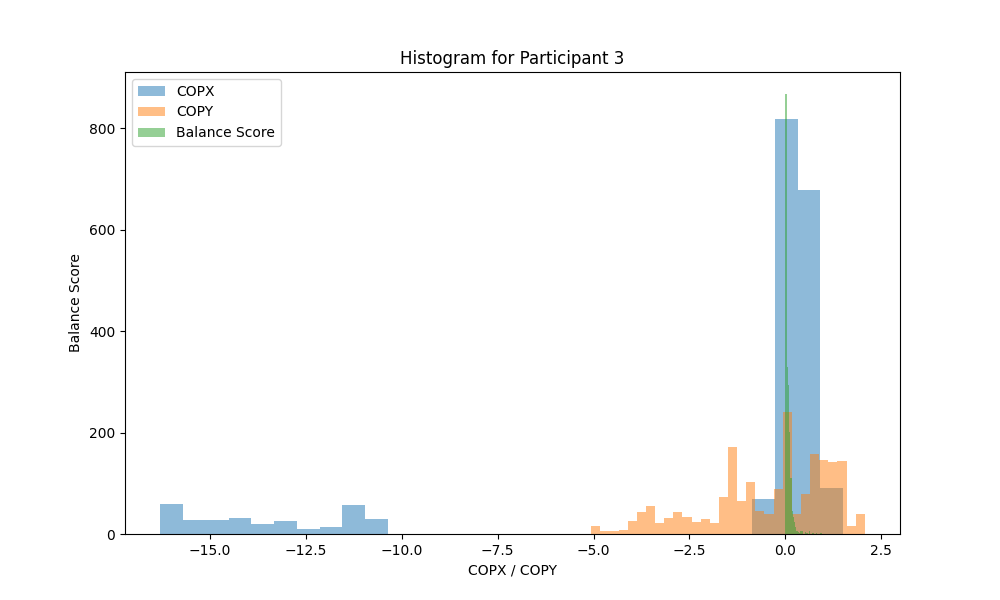 Histogram for Participant 3
COPX
COPY
Balance Score
Balance Score
800
600
400
200
0
−15.0 −12.5 −10.0 −7.5 −5.0 −2.5 0.0 2.5
COPX / COPY